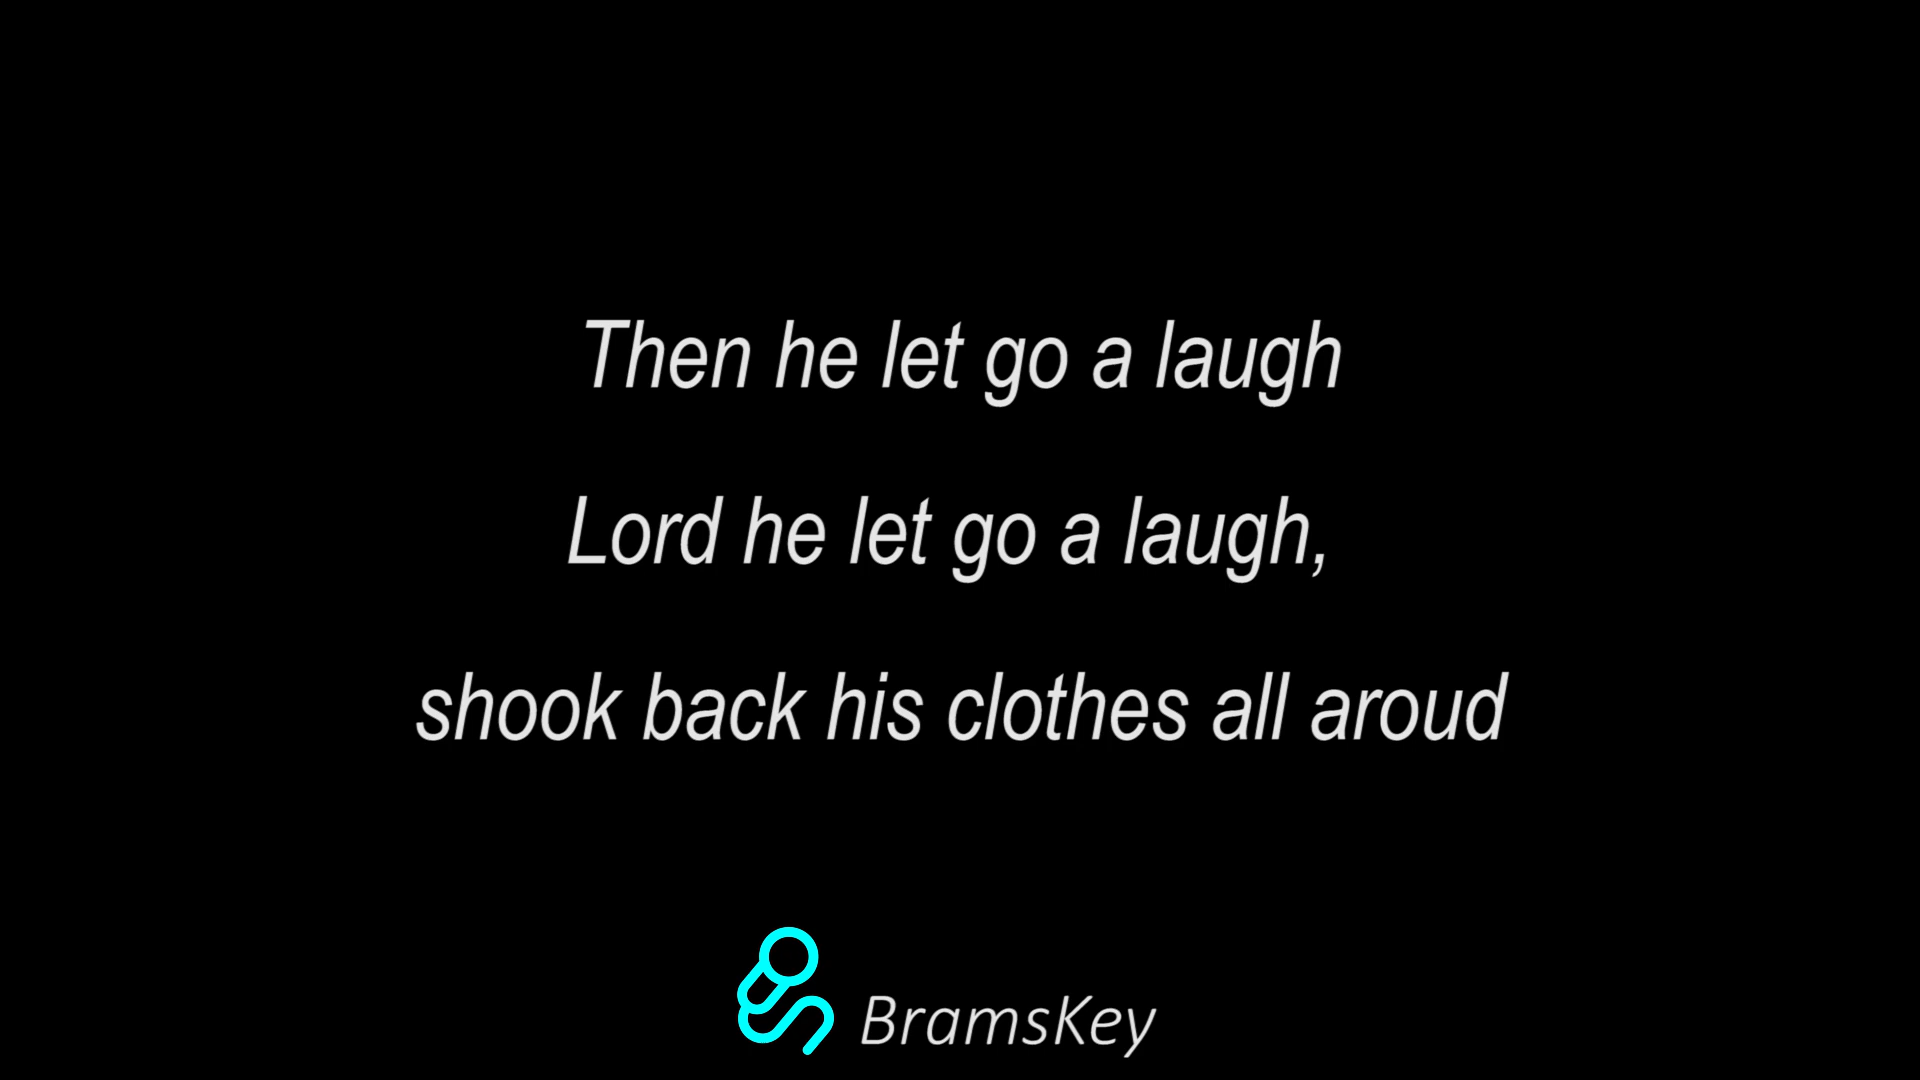 Then he let go a laugh
Lord he let go a laugh,
shook back his clothes all aroud
BramsKey